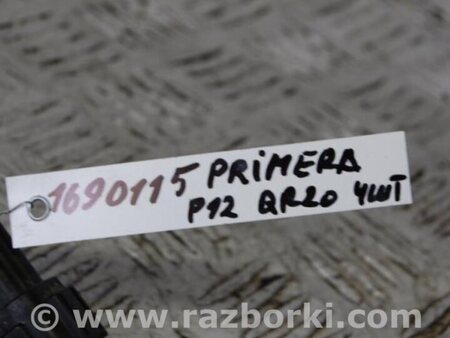 1690115 PRiMERA
P12 QR20 4шт
© www.razborki.com